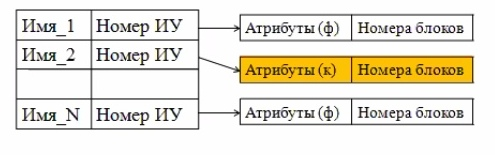 Имя_1 Номер ИУ Атрибуты (ф) Номера блоков
Имя_2 Номер ИУ Атрибуты (к) Номера блоков
Имя_N Номер ИУ Атрибуты (ф) Номера блоков